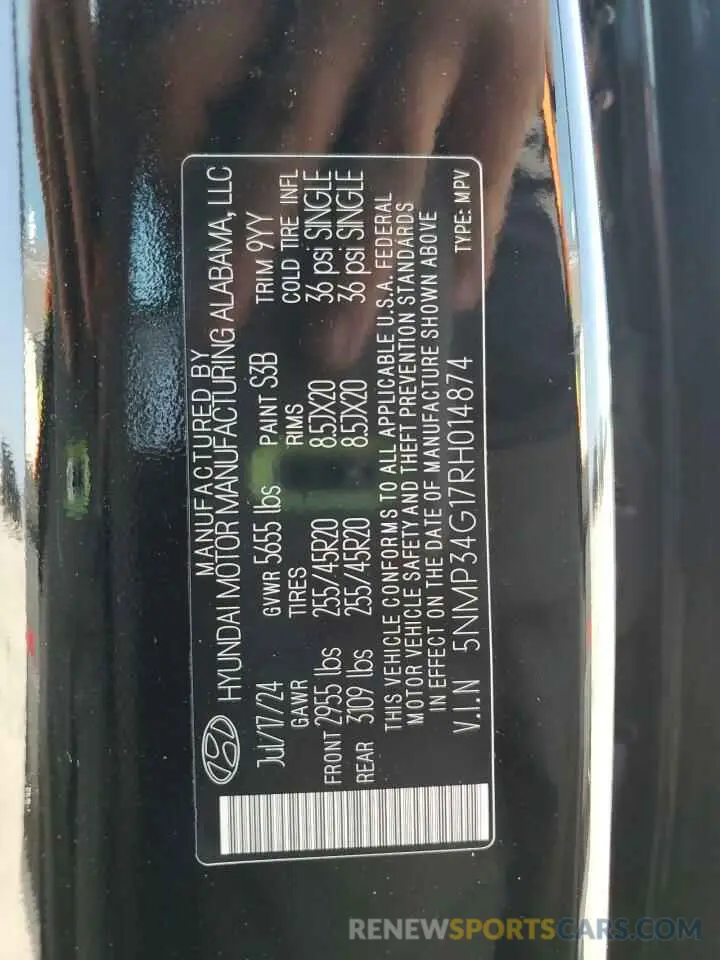 MANUFACTURED BY
HYUNDAI MOTOR MANUFACTURING ALABAMA, LLC
Jul/17/24 GVWR 5655 lbs PAINT S3B TRIM 9YY
GAWR TIRES RIMS COLD TIRE INFL
FRONT 2955 lbs 255/45R20 8.5JX20 36 psi SINGLE
REAR 3109 lbs 255/45R20 8.5JX20 36 psi SINGLE
THIS VEHICLE CONFORMS TO ALL APPLICABLE U.S.A. FEDERAL
MOTOR VEHICLE SAFETY AND THEFT PREVENTION STANDARDS
IN EFFECT ON THE DATE OF MANUFACTURE SHOWN ABOVE
V.I.N 5NMP34G17RH014874 TYPE: MPV
RENEWSPORTSCARS.COM